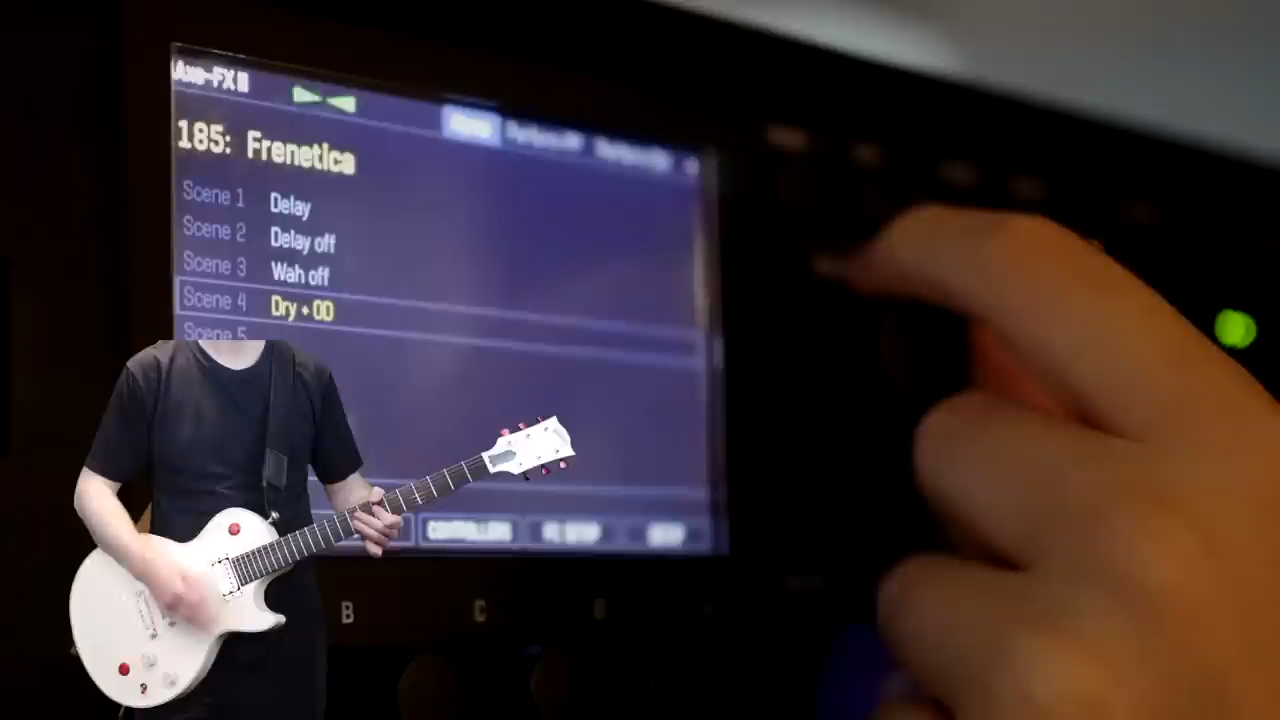 Axe-FX III
185: Frenetica
Scene 1 Delay
Scene 2 Delay off
Scene 3 Wah off
Scene 4 Dry + OD
Scene 5
CONTROLLERS
B C